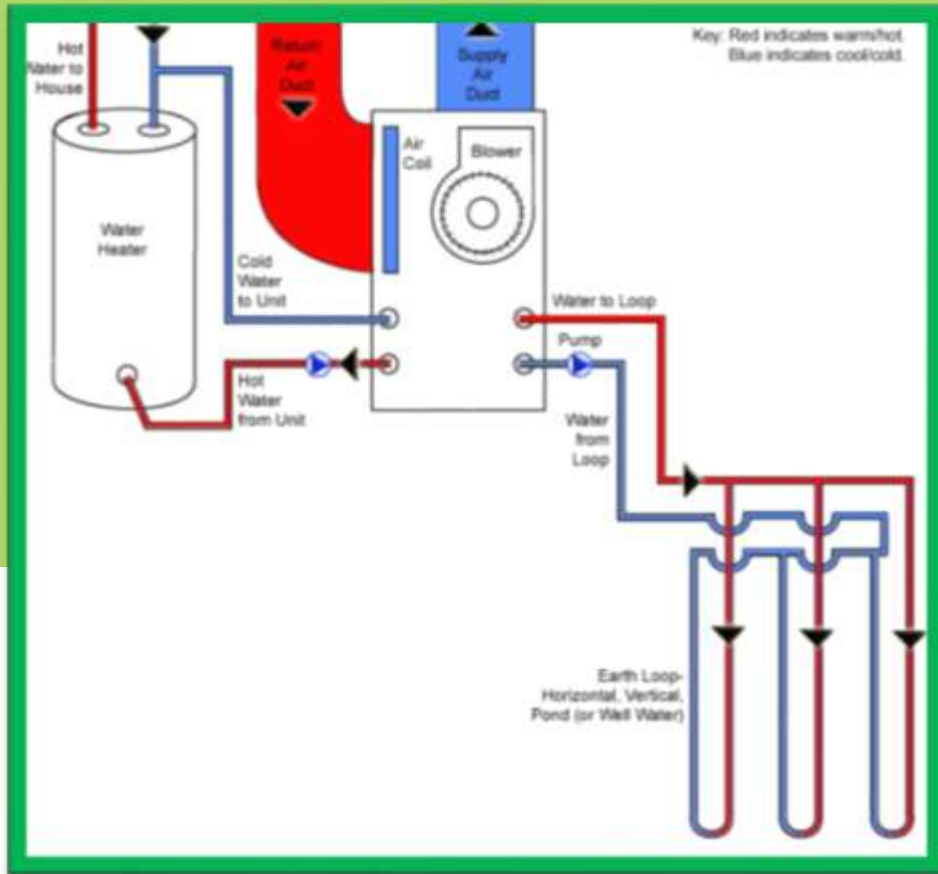 Key: Red indicates warm/hot.
Blue indicates cool/cold.
Hot
Water to
House
Return
Air
Duct
Supply
Air
Duct
Air
Coil
Blower
Water
Heater
Cold
Water
to Unit
Water to Loop
Pump
Hot
Water
from Unit
Water
from
Loop
Earth Loop-
Horizontal, Vertical,
Pond (or Well Water)